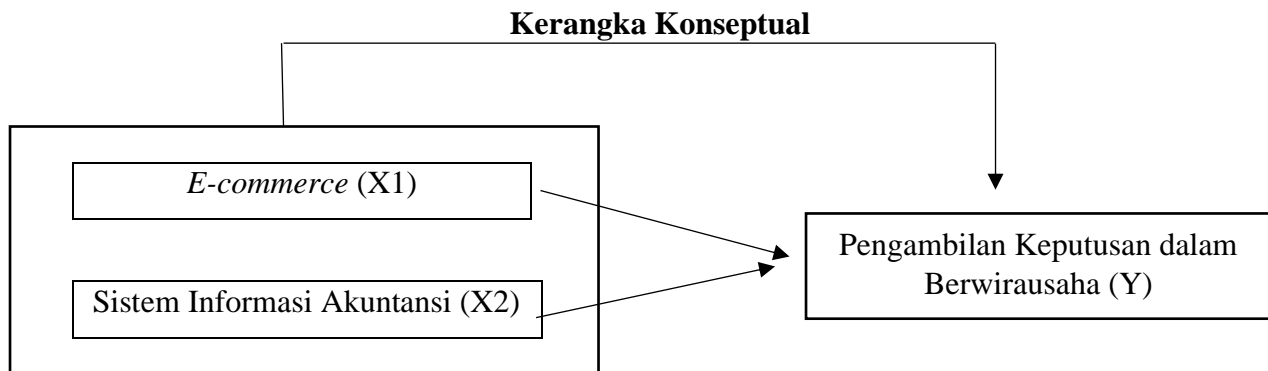 Kerangka Konseptual
E-commerce (X1)
Sistem Informasi Akuntansi (X2)
Pengambilan Keputusan dalam
Berwirausaha (Y)